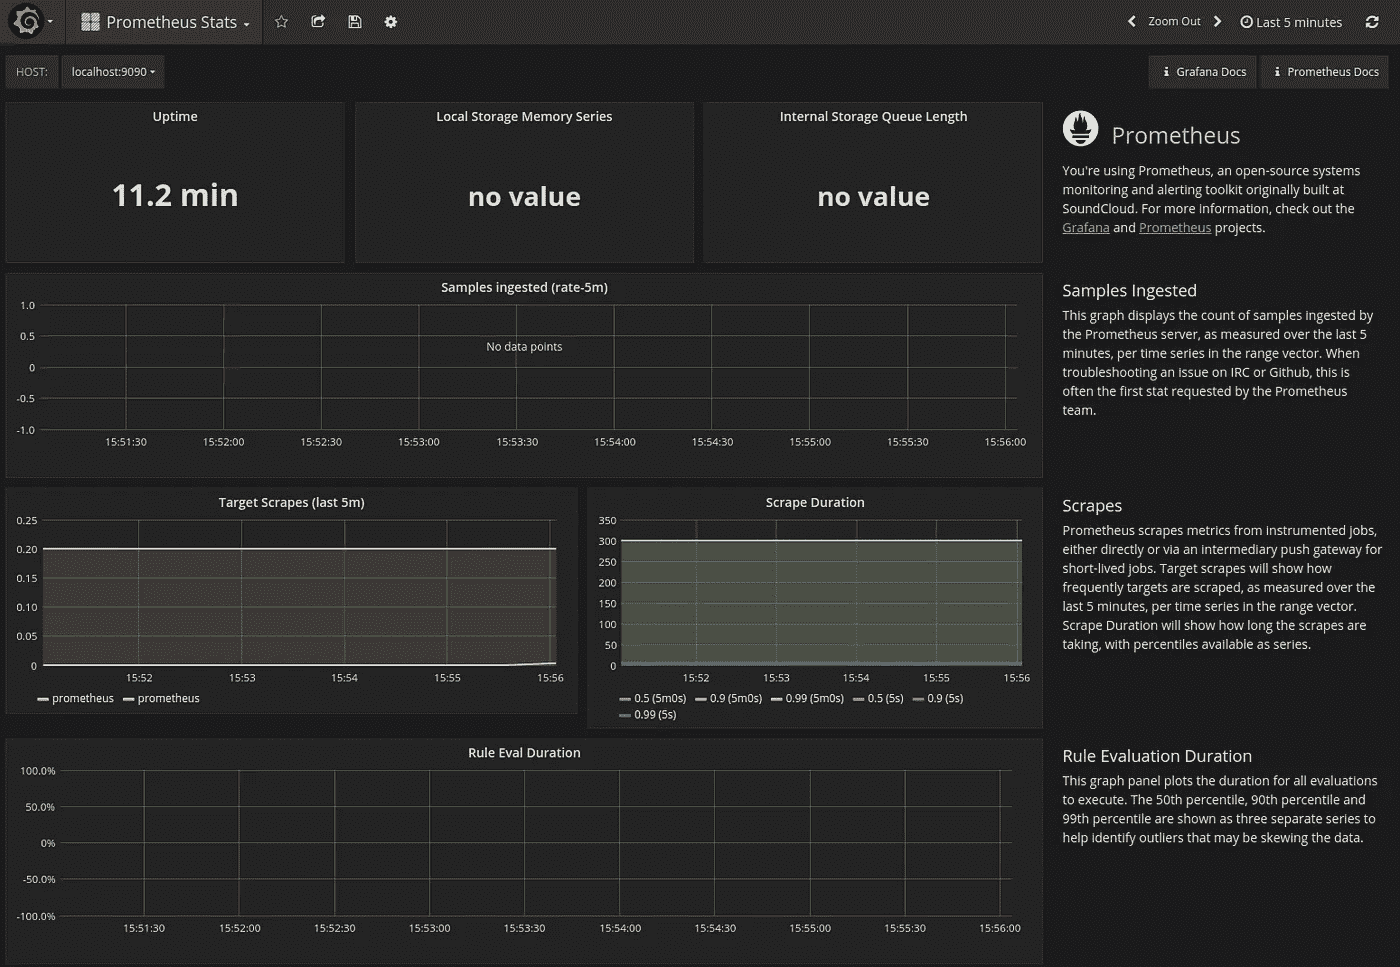 Prometheus Stats
Zoom Out
Last 5 minutes
HOST:
localhost:9090
Grafana Docs
Prometheus Docs
Uptime
11.2 min
Local Storage Memory Series
no value
Internal Storage Queue Length
no value
Prometheus
You're using Prometheus, an open-source systems
monitoring and alerting toolkit originally built at
SoundCloud. For more information, check out the
Grafana and Prometheus projects.
Samples ingested (rate-5m)
1.0
0.5
0
-0.5
-1.0
No data points
15:51:30 15:52:00 15:52:30 15:53:00 15:53:30 15:54:00 15:54:30 15:55:00 15:55:30 15:56:00
Samples Ingested
This graph displays the count of samples ingested by
the Prometheus server, as measured over the last 5
minutes, per time series in the range vector. When
troubleshooting an issue on IRC or Github, this is
often the first stat requested by the Prometheus
team.
Target Scrapes (last 5m)
0.25
0.20
0.15
0.10
0.05
0
15:52 15:53 15:54 15:55 15:56
prometheus prometheus
Scrape Duration
350
300
250
200
150
100
50
0
15:52 15:53 15:54 15:55 15:56
0.5 (5m0s) 0.9 (5m0s) 0.99 (5m0s) 0.5 (5s) 0.9 (5s)
0.99 (5s)
Scrapes
Prometheus scrapes metrics from instrumented jobs,
either directly or via an intermediary push gateway for
short-lived jobs. Target scrapes will show how
frequently targets are scraped, as measured over the
last 5 minutes, per time series in the range vector.
Scrape Duration will show how long the scrapes are
taking, with percentiles available as series.
Rule Eval Duration
100.0%
50.0%
0%
-50.0%
-100.0%
15:51:30 15:52:00 15:52:30 15:53:00 15:53:30 15:54:00 15:54:30 15:55:00 15:55:30 15:56:00
Rule Evaluation Duration
This graph panel plots the duration for all evaluations
to execute. The 50th percentile, 90th percentile and
99th percentile are shown as three separate series to
help identify outliers that may be skewing the data.